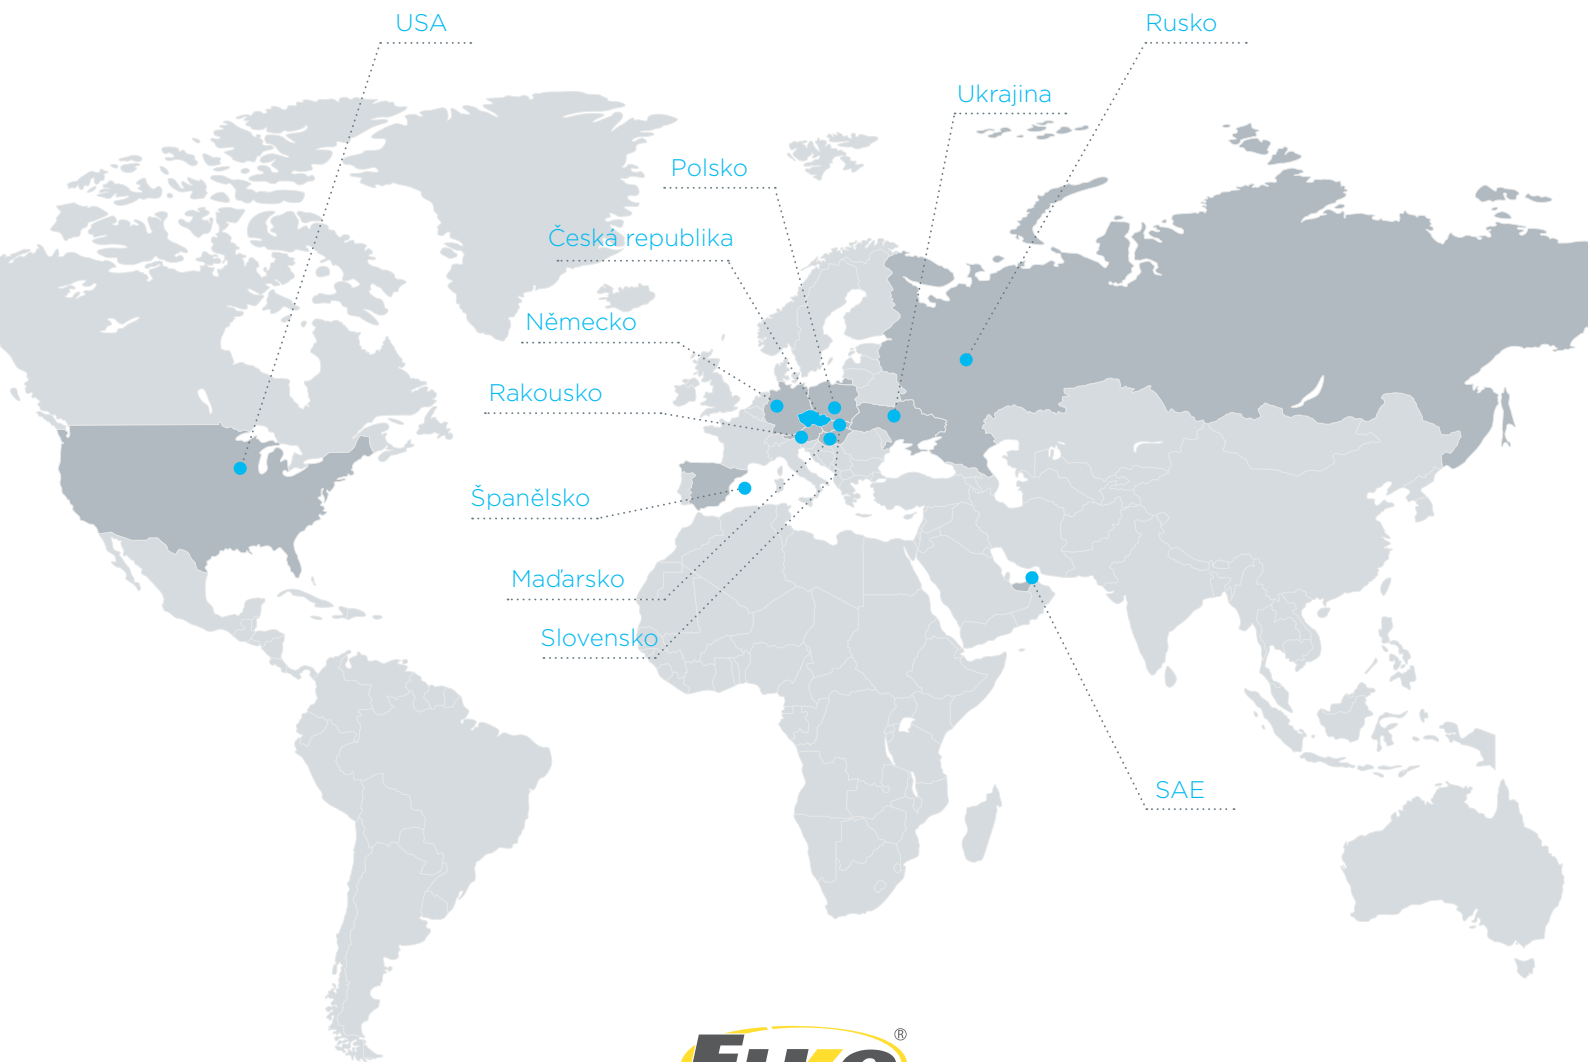 USA
Rusko
Ukrajina
Polsko
Česká republika
Německo
Rakousko
Španělsko
Maďarsko
Slovensko
SAE
®